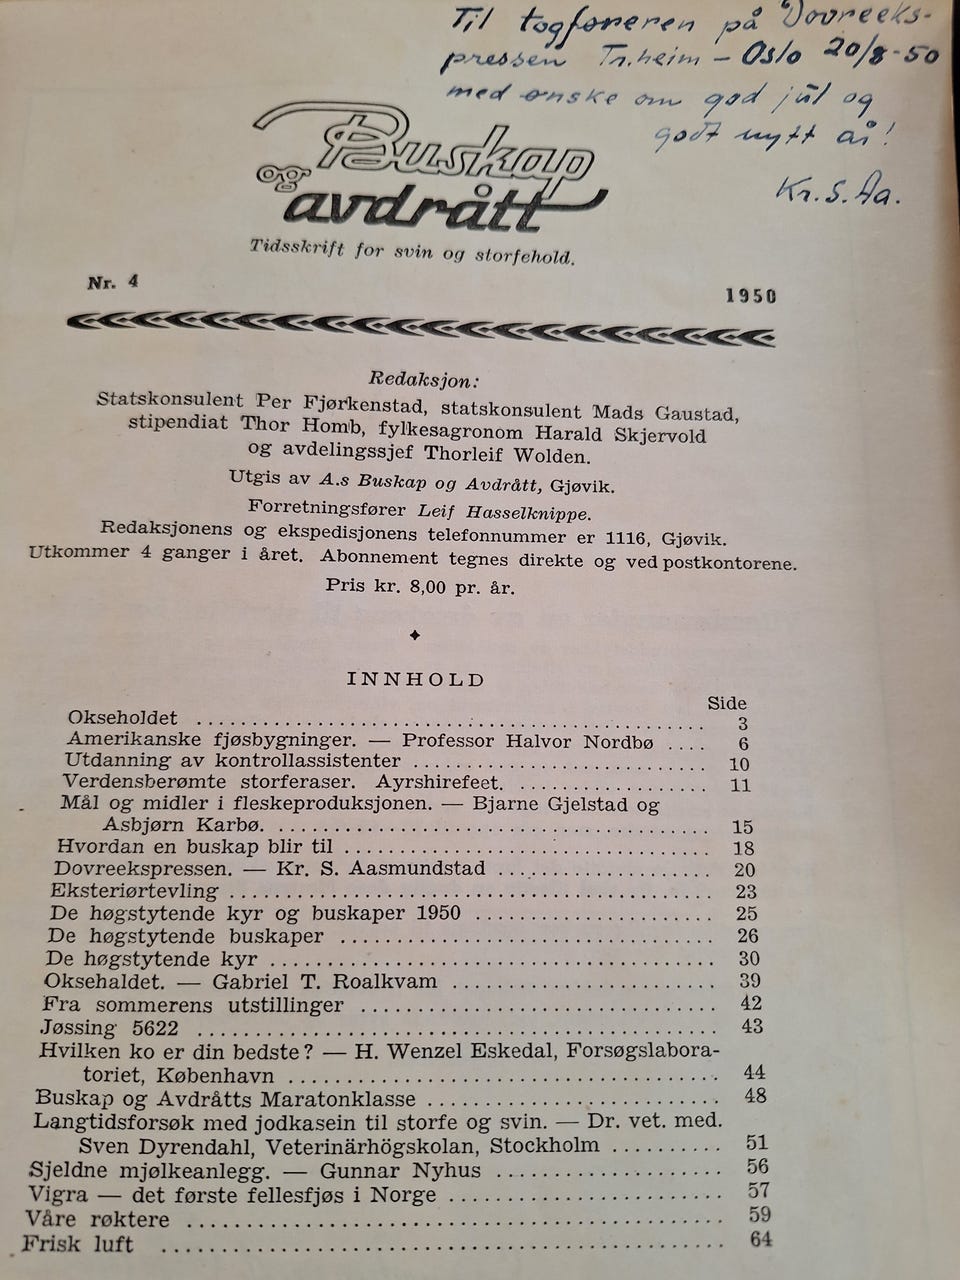 Til togføreren på Dovreeks-
pressen Tr.heim – Oslo 20/8-50
med ønske om god jul og
godt nytt år!
Kr. S. Aa.
Buskap
og
avdrått
Tidsskrift for svin og storfehold.
Nr. 4 1950
Redaksjon:
Statskonsulent Per Fjørkenstad, statskonsulent Mads Gaustad,
stipendiat Thor Homb, fylkesagronom Harald Skjervold
og avdelingssjef Thorleif Wolden.
Utgis av A.s Buskap og Avdrått, Gjøvik.
Forretningsfører Leif Hasselknippe.
Redaksjonens og ekspedisjonens telefonnummer er 1116, Gjøvik.
Utkommer 4 ganger i året. Abonnement tegnes direkte og ved postkontorene.
Pris kr. 8,00 pr. år.
INNHOLD
Side
Okseholdet .......... 3
Amerikanske fjøsbygninger. — Professor Halvor Nordbø .... 6
Utdanning av kontrollassistenter .......... 10
Verdensberømte storferaser. Ayrshirefeet. .......... 11
Mål og midler i fleskeproduksjonen. — Bjarne Gjelstad og
Asbjørn Karbø. .......... 15
Hvordan en buskap blir til .......... 18
Dovreekspressen. — Kr. S. Aasmundstad .......... 20
Eksteriørtevling .......... 23
De høgstytende kyr og buskaper 1950 .......... 25
De høgstytende buskaper .......... 26
De høgstytende kyr .......... 30
Oksehaldet. — Gabriel T. Roalkvam .......... 39
Fra sommerens utstillinger .......... 42
Jøssing 5622 .......... 43
Hvilken ko er din bedste? — H. Wenzel Eskedal, Forsøgslabora-
toriet, København .......... 44
Buskap og Avdråtts Maratonklasse .......... 48
Langtidsforsøk med jodkasein til storfe og svin. — Dr. vet. med.
Sven Dyrendahl, Veterinärhögskolan, Stockholm .......... 51
Sjeldne mjølkeanlegg. — Gunnar Nyhus .......... 56
Vigra — det første fellesfjøs i Norge .......... 57
Våre røktere .......... 59
Frisk luft .......... 64